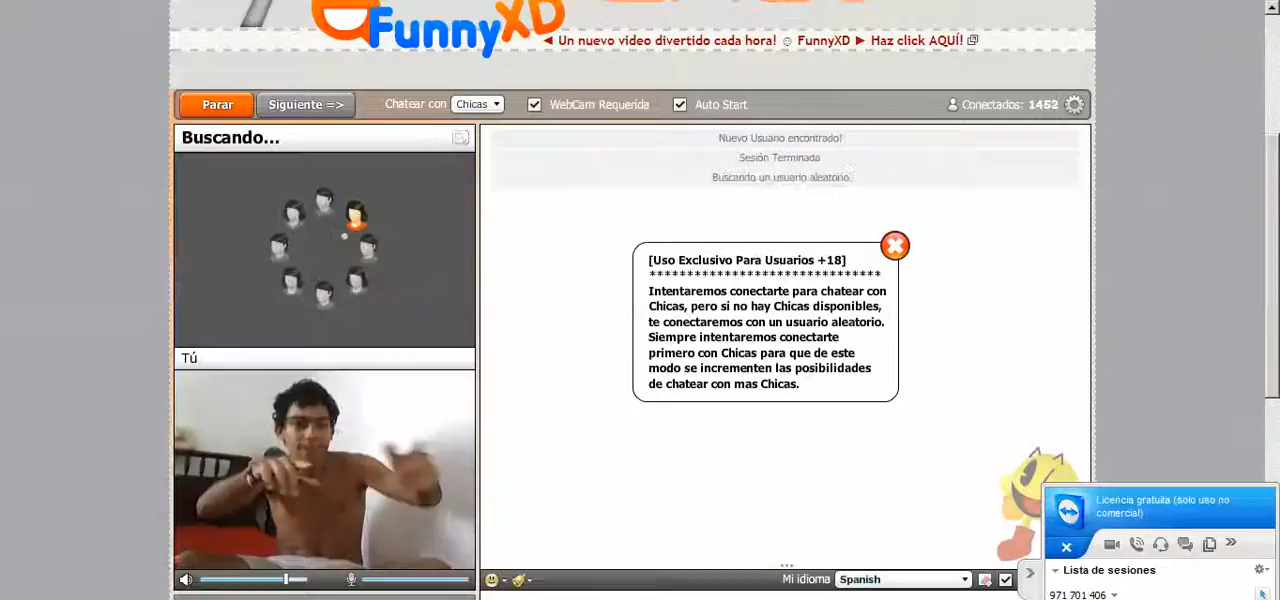 FunnyXD
◄ Un nuevo video divertido cada hora! ☺ FunnyXD ► Haz click AQUÍ!
Parar
Siguiente =>
Chatear con
Chicas
WebCam Requerida
Auto Start
Conectados: 1452
Buscando...
Nuevo Usuario encontrado!
Sesión Terminada
Buscando un usuario aleatorio
[Uso Exclusivo Para Usuarios +18]
*******************************
Intentaremos conectarte para chatear con
Chicas, pero si no hay Chicas disponibles,
te conectaremos con un usuario aleatorio.
Siempre intentaremos conectarte
primero con Chicas para que de este
modo se incrementen las posibilidades
de chatear con mas Chicas.
Tú
Mi idioma
Spanish
Licencia gratuita (solo uso no
comercial)
Lista de sesiones
971 701 406